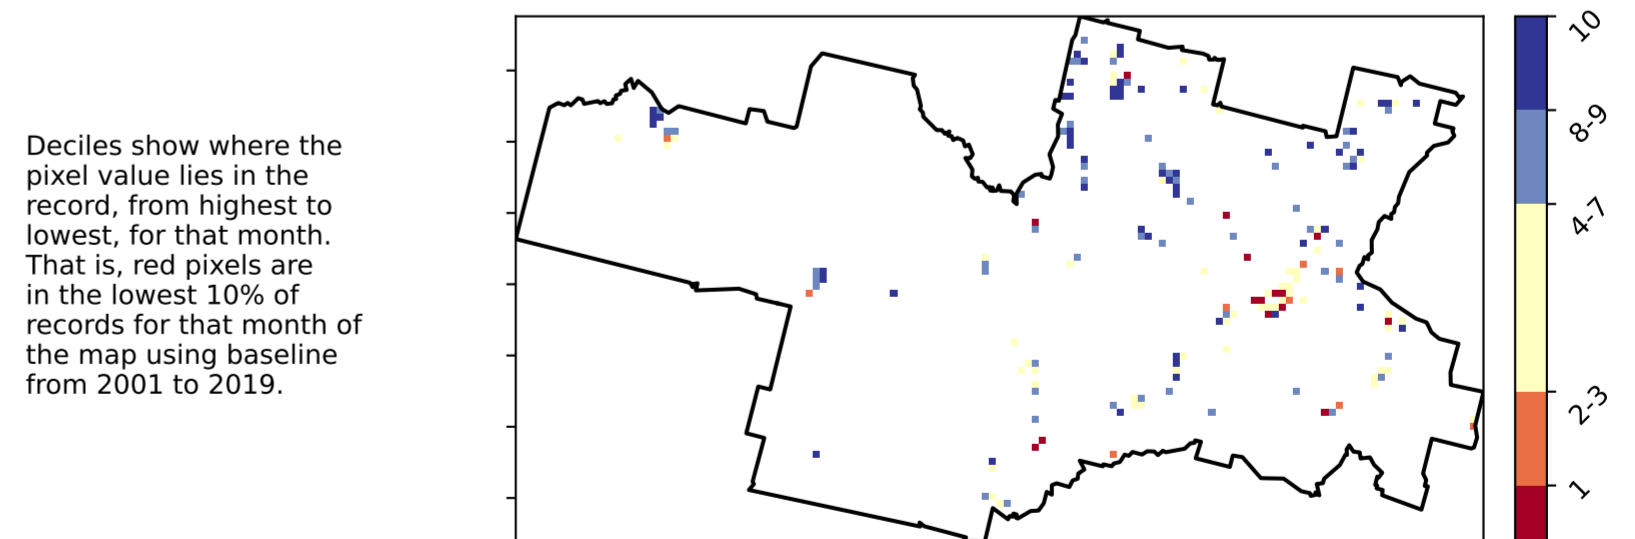 Deciles show where the
pixel value lies in the
record, from highest to
lowest, for that month.
That is, red pixels are
in the lowest 10% of
records for that month of
the map using baseline
from 2001 to 2019.
10
8-9
4-7
2-3
1